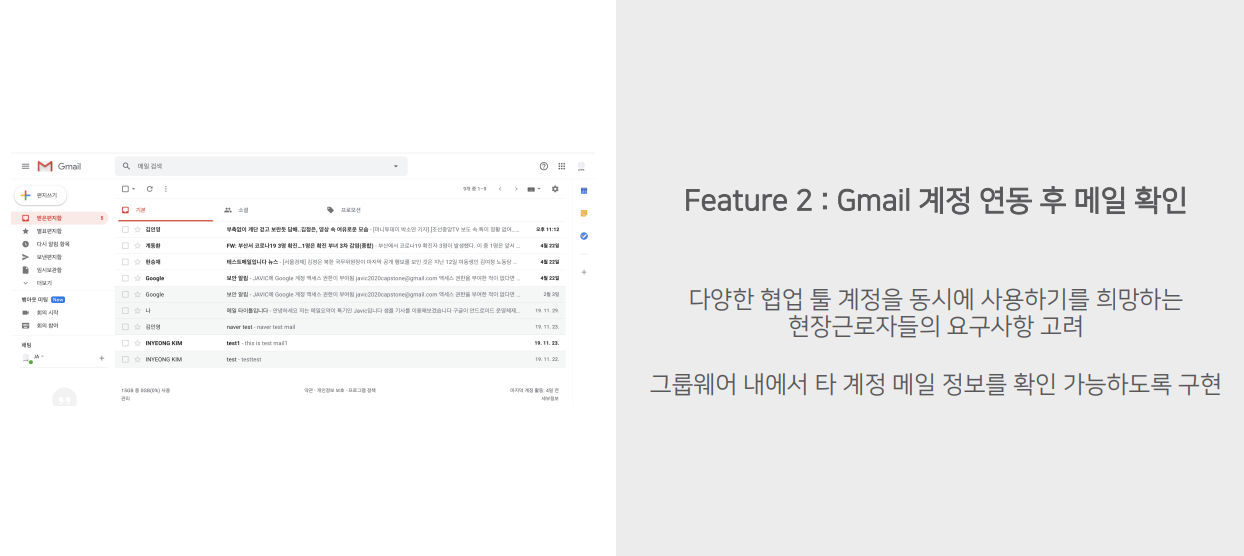 Gmail
메일 검색
편지쓰기
9개 중 1-9
받은편지함 5
별표편지함
다시 알림 항목
보낸편지함
임시보관함
더보기
행아웃 미팅 New
회의 시작
회의 참여
채팅
JA
기본
소셜
프로모션
김인영 부축없이 계단 걷고 보란듯 담배..김정은, 영상 속 여유로운 모습 - [머니투데이 박소연 기자] [조선중앙TV 보도 속 특이 정황 없어... 오후 11:12
계동환 FW: 부산서 코로나19 3명 확진...1명은 확진 부녀 3차 감염(종합) - 부산에서 코로나19 확진자 3명이 발생했다. 이 중 1명은 앞서 ... 4월 22일
한승해 테스트메일입니다 뉴스 - [서울경제] 김정은 북한 국무위원장이 마지막 공개 행보를 보인 것은 지난 12일 여동생인 김여정 노동당 ... 4월 22일
Google 보안 알림 - JAVIC에 Google 계정 액세스 권한이 부여됨 javic2020capstone@gmail.com 액세스 권한을 부여한 적이 없다면 ... 4월 22일
Google 보안 알림 - JAVIC에 Google 계정 액세스 권한이 부여됨 javic2020capstone@gmail.com 액세스 권한을 부여한 적이 없다면 ... 2월 3일
나 메일 타이틀입니다 - 안녕하세요 저는 메일요약이 특기인 Javic입니다 샘플 기사를 이용해보겠습니다 구글이 안드로이드 운영체제... 19. 11. 29.
김인영 naver test - naver test mail 19. 11. 23.
INYEONG KIM test1 - this is test mail1 19. 11. 23.
INYEONG KIM test - testtest 19. 11. 22.
15GB 중 0GB(0%) 사용
관리
약관 · 개인정보 보호 · 프로그램 정책
마지막 계정 활동: 4일 전
세부정보
Feature 2 : Gmail 계정 연동 후 메일 확인
다양한 협업 툴 계정을 동시에 사용하기를 희망하는
현장근로자들의 요구사항 고려
그룹웨어 내에서 타 계정 메일 정보를 확인 가능하도록 구현